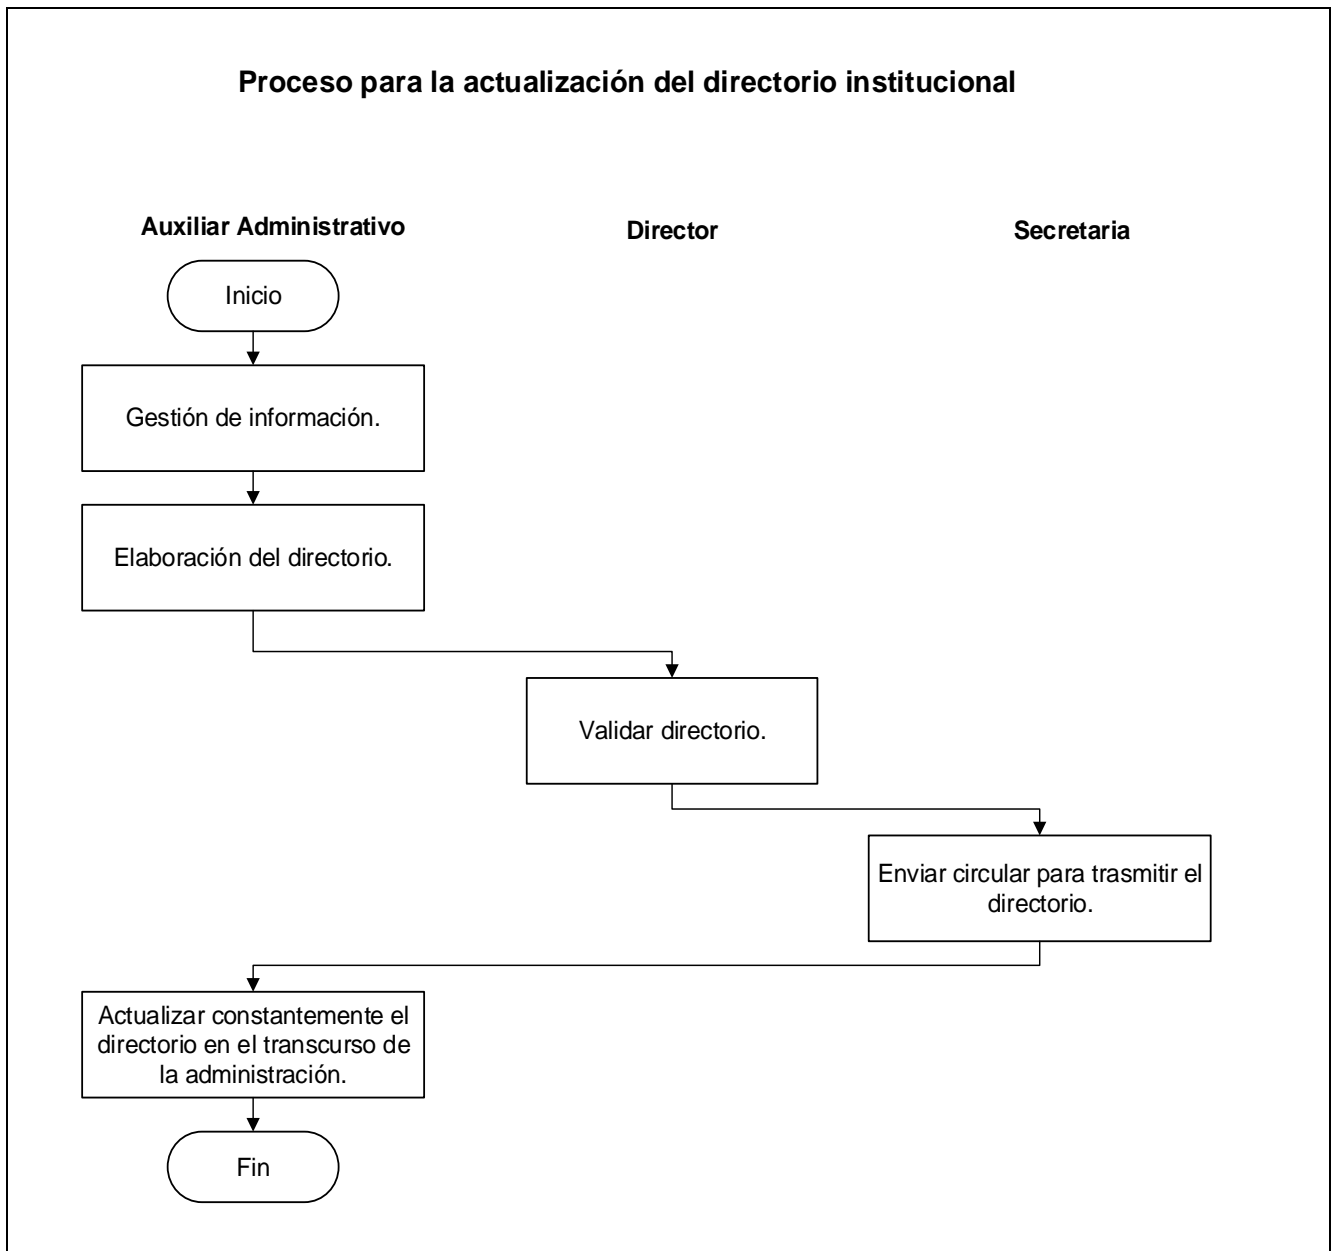 Proceso para la actualización del directorio institucional
Auxiliar Administrativo
Director
Secretaria
Inicio
Gestión de información.
Elaboración del directorio.
Validar directorio.
Enviar circular para trasmitir el
directorio.
Actualizar constantemente el
directorio en el transcurso de
la administración.
Fin